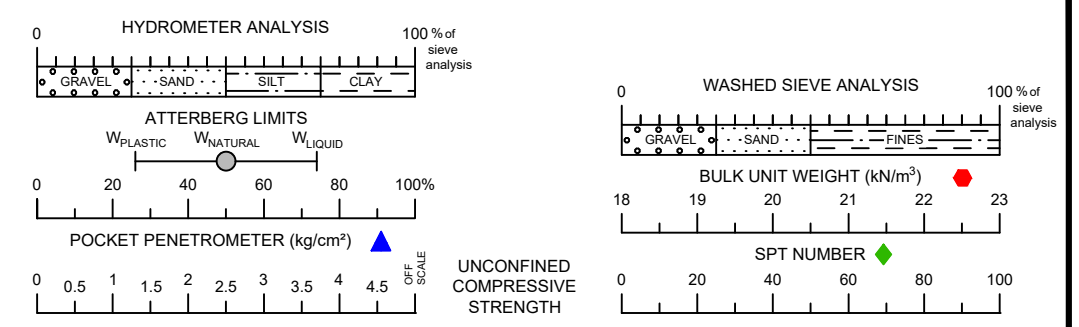 HYDROMETER ANALYSIS
0 100 % of
sieve
analysis
GRAVEL SAND SILT CLAY
ATTERBERG LIMITS
WPLASTIC WNATURAL WLIQUID
0 20 40 60 80 100%
POCKET PENETROMETER (kg/cm²)
0 0.5 1 1.5 2 2.5 3 3.5 4 4.5 OFF SCALE
UNCONFINED
COMPRESSIVE
STRENGTH
WASHED SIEVE ANALYSIS
0 100 % of
sieve
analysis
GRAVEL SAND FINES
BULK UNIT WEIGHT (kN/m³)
18 19 20 21 22 23
SPT NUMBER
0 20 40 60 80 100